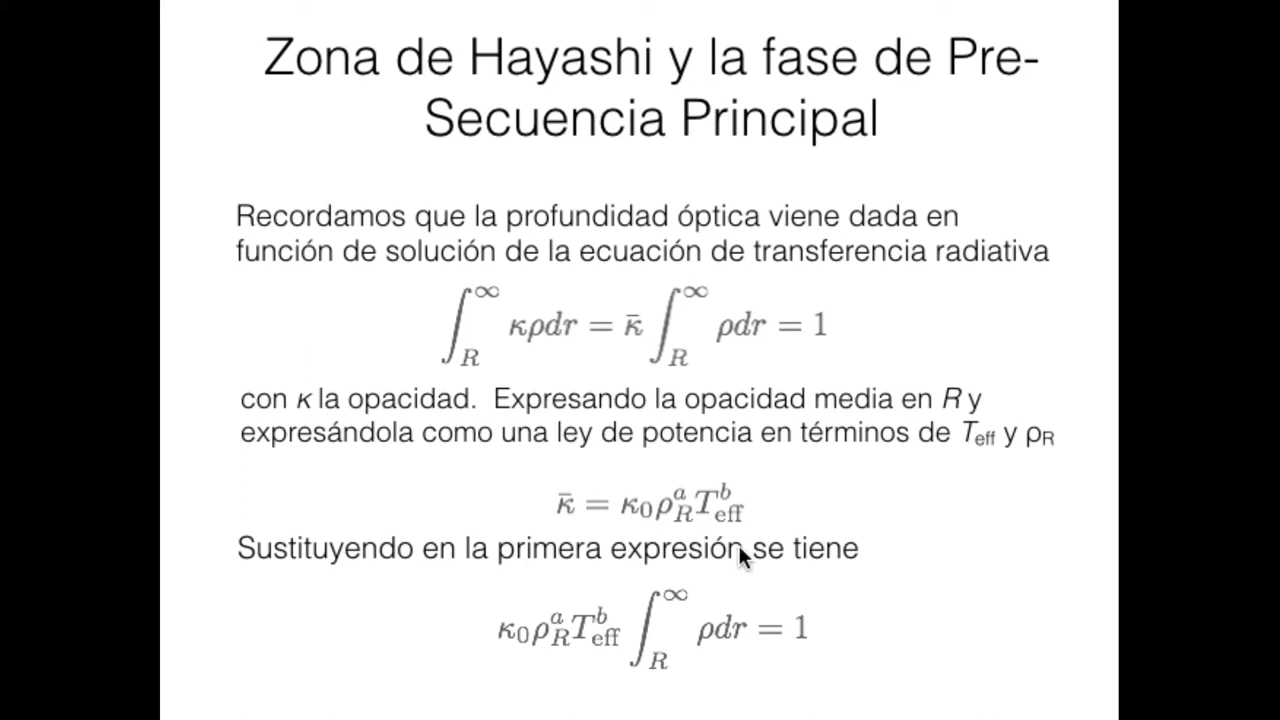 Zona de Hayashi y la fase de Pre-
Secuencia Principal
Recordamos que la profundidad óptica viene dada en
función de solución de la ecuación de transferencia radiativa
∫_R^∞ κρdr = κ̄ ∫_R^∞ ρdr = 1
con κ la opacidad. Expresando la opacidad media en R y
expresándola como una ley de potencia en términos de T_eff y ρ_R
κ̄ = κ₀ρ_R^a T_eff^b
Sustituyendo en la primera expresión se tiene
κ₀ρ_R^a T_eff^b ∫_R^∞ ρdr = 1